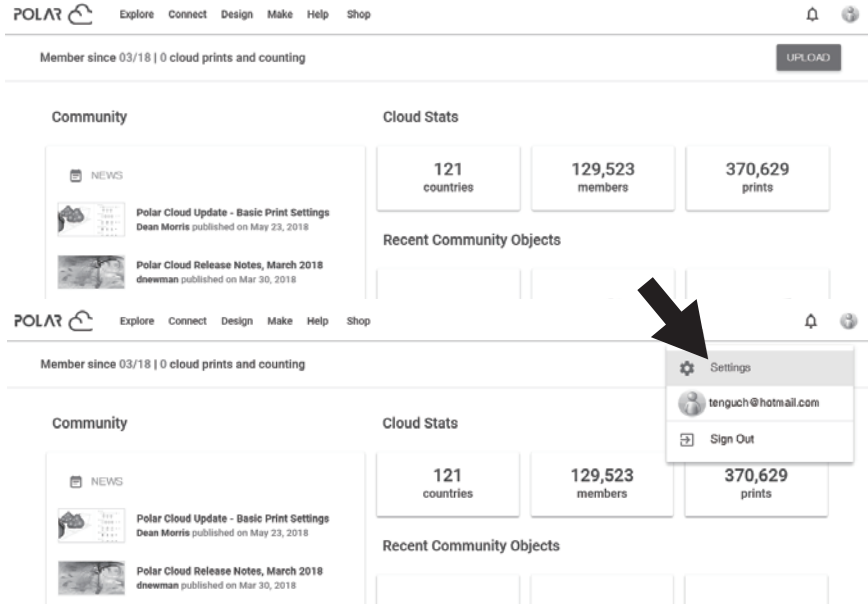 POLAR Explore Connect Design Make Help Shop
Member since 03/18 | 0 cloud prints and counting UPLOAD
Community
NEWS
Polar Cloud Update - Basic Print Settings
Dean Morris published on May 23, 2018
Polar Cloud Release Notes, March 2018
dnewman published on Mar 30, 2018
Cloud Stats
121
countries
129,523
members
370,629
prints
Recent Community Objects
POLAR Explore Connect Design Make Help Shop
Member since 03/18 | 0 cloud prints and counting
Settings
tenguch@hotmail.com
Sign Out
Community
NEWS
Polar Cloud Update - Basic Print Settings
Dean Morris published on May 23, 2018
Polar Cloud Release Notes, March 2018
dnewman published on Mar 30, 2018
Cloud Stats
121
countries
129,523
members
370,629
prints
Recent Community Objects